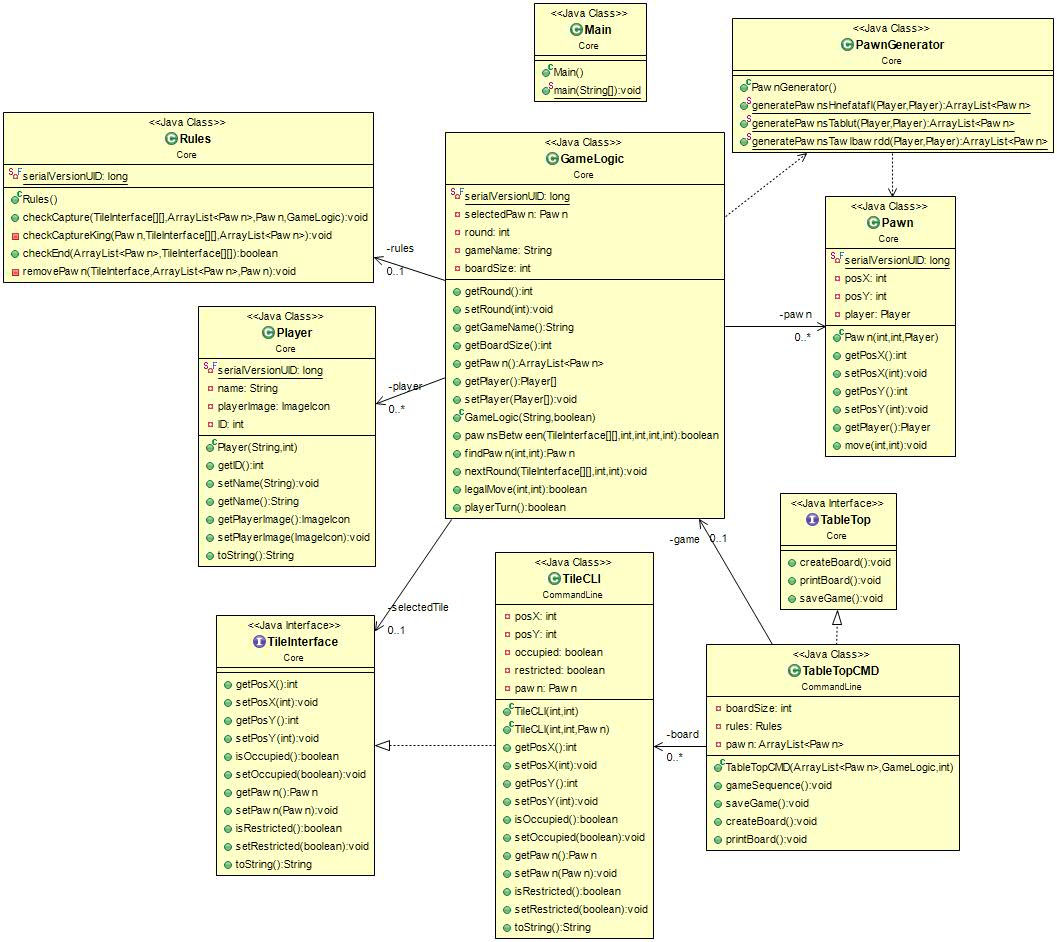 <<Java Class>>
Main
Core
Main()
main(String[]):void
<<Java Class>>
PawnGenerator
Core
PawnGenerator()
generatePawnsHnefatafl(Player,Player):ArrayList<Pawn>
generatePawnsTablut(Player,Player):ArrayList<Pawn>
generatePawnsTawlbawrdd(Player,Player):ArrayList<Pawn>
<<Java Class>>
Rules
Core
serialVersionUID: long
Rules()
checkCapture(TileInterface[][],ArrayList<Pawn>,Pawn,GameLogic):void
checkCaptureKing(Pawn,TileInterface[][],ArrayList<Pawn>):void
checkEnd(ArrayList<Pawn>,TileInterface[][]):boolean
removePawn(TileInterface,ArrayList<Pawn>,Pawn):void
-rules
0..1
<<Java Class>>
GameLogic
Core
serialVersionUID: long
selectedPawn: Pawn
round: int
gameName: String
boardSize: int
getRound():int
setRound(int):void
getGameName():String
getBoardSize():int
getPawn():ArrayList<Pawn>
getPlayer():Player[]
setPlayer(Player[]):void
GameLogic(String,boolean)
pawnsBetween(TileInterface[][],int,int,int,int):boolean
findPawn(int,int):Pawn
nextRound(TileInterface[][],int,int):void
legalMove(int,int):boolean
playerTurn():boolean
-pawn
0..*
<<Java Class>>
Pawn
Core
serialVersionUID: long
posX: int
posY: int
player: Player
Pawn(int,int,Player)
getPosX():int
setPosX(int):void
getPosY():int
setPosY(int):void
getPlayer():Player
move(int,int):void
<<Java Class>>
Player
Core
serialVersionUID: long
name: String
playerImage: ImageIcon
ID: int
Player(String,int)
getID():int
setName(String):void
getName():String
getPlayerImage():ImageIcon
setPlayerImage(ImageIcon):void
toString():String
-player
0..*
<<Java Interface>>
TableTop
Core
createBoard():void
printBoard():void
saveGame():void
-game
0..1
-selectedTile
0..1
<<Java Interface>>
TileInterface
Core
getPosX():int
setPosX(int):void
getPosY():int
setPosY(int):void
isOccupied():boolean
setOccupied(boolean):void
getPawn():Pawn
setPawn(Pawn):void
isRestricted():boolean
setRestricted(boolean):void
toString():String
<<Java Class>>
TileCLI
CommandLine
posX: int
posY: int
occupied: boolean
restricted: boolean
pawn: Pawn
TileCLI(int,int)
TileCLI(int,int,Pawn)
getPosX():int
setPosX(int):void
getPosY():int
setPosY(int):void
isOccupied():boolean
setOccupied(boolean):void
getPawn():Pawn
setPawn(Pawn):void
isRestricted():boolean
setRestricted(boolean):void
toString():String
-board
0..*
<<Java Class>>
TableTopCMD
CommandLine
boardSize: int
rules: Rules
pawn: ArrayList<Pawn>
TableTopCMD(ArrayList<Pawn>,GameLogic,int)
gameSequence():void
saveGame():void
createBoard():void
printBoard():void